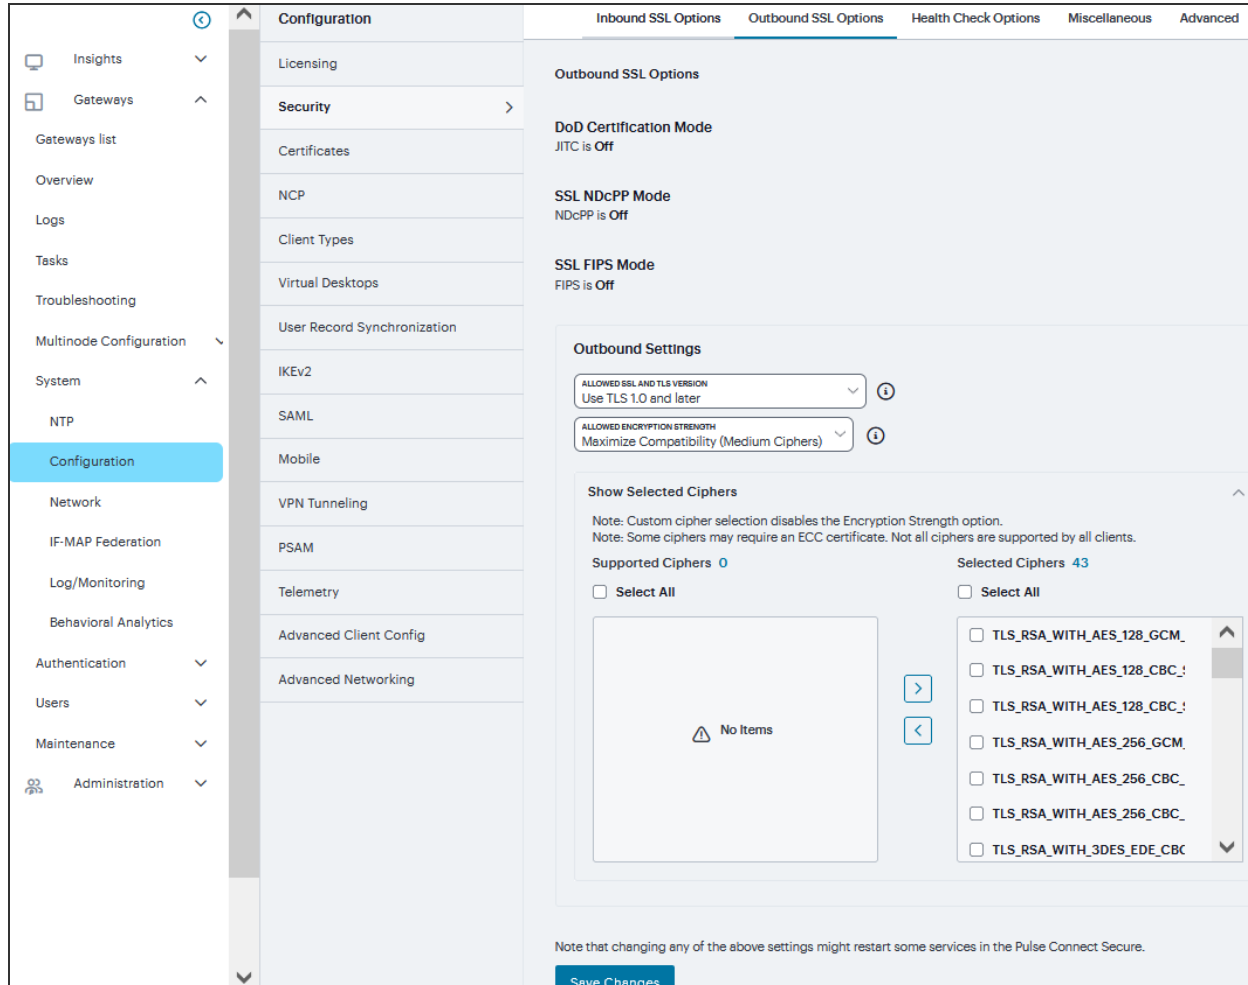 Insights
Gateways
Gateways list
Overview
Logs
Tasks
Troubleshooting
Multinode Configuration
System
NTP
Configuration
Network
IF-MAP Federation
Log/Monitoring
Behavioral Analytics
Authentication
Users
Maintenance
Administration
Configuration
Licensing
Security
Certificates
NCP
Client Types
Virtual Desktops
User Record Synchronization
IKEv2
SAML
Mobile
VPN Tunneling
PSAM
Telemetry
Advanced Client Config
Advanced Networking
Inbound SSL Options Outbound SSL Options Health Check Options Miscellaneous Advanced
Outbound SSL Options
DoD Certification Mode
JITC is Off
SSL NDcPP Mode
NDcPP is Off
SSL FIPS Mode
FIPS is Off
Outbound Settings
ALLOWED SSL AND TLS VERSION
Use TLS 1.0 and later
ALLOWED ENCRYPTION STRENGTH
Maximize Compatibility (Medium Ciphers)
Show Selected Ciphers
Note: Custom cipher selection disables the Encryption Strength option.
Note: Some ciphers may require an ECC certificate. Not all ciphers are supported by all clients.
Supported Ciphers 0
Select All
No Items
Selected Ciphers 43
Select All
TLS_RSA_WITH_AES_128_GCM_
TLS_RSA_WITH_AES_128_CBC_S
TLS_RSA_WITH_AES_128_CBC_S
TLS_RSA_WITH_AES_256_GCM_
TLS_RSA_WITH_AES_256_CBC_
TLS_RSA_WITH_AES_256_CBC_
TLS_RSA_WITH_3DES_EDE_CBC
Note that changing any of the above settings might restart some services in the Pulse Connect Secure.
Save Changes